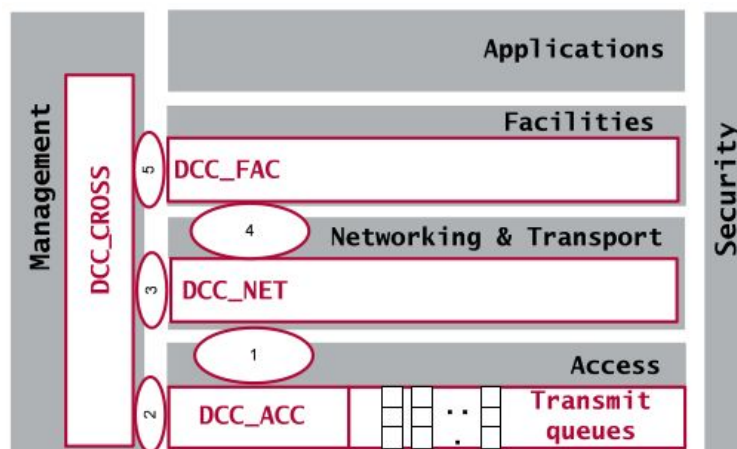 Applications
Management
DCC_CROSS
Security
Facilities
5
DCC_FAC
4
Networking & Transport
3
DCC_NET
1
Access
2
DCC_ACC
Transmit
queues